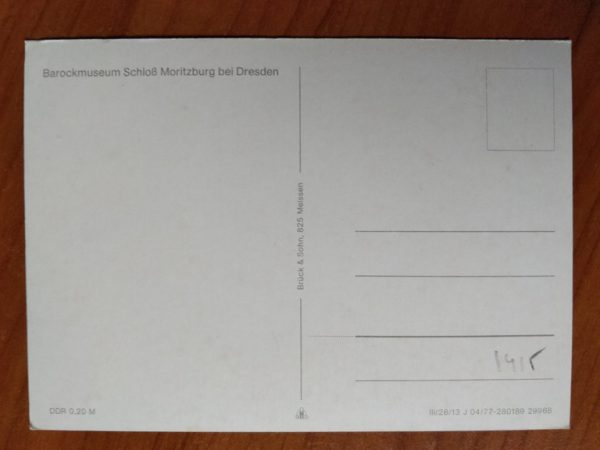 Barockmuseum Schloß Moritzburg bei Dresden
Brück & Sohn, 825 Meissen
1415
DDR 0,20 M
III/26/13 J 04/77-280189 29968